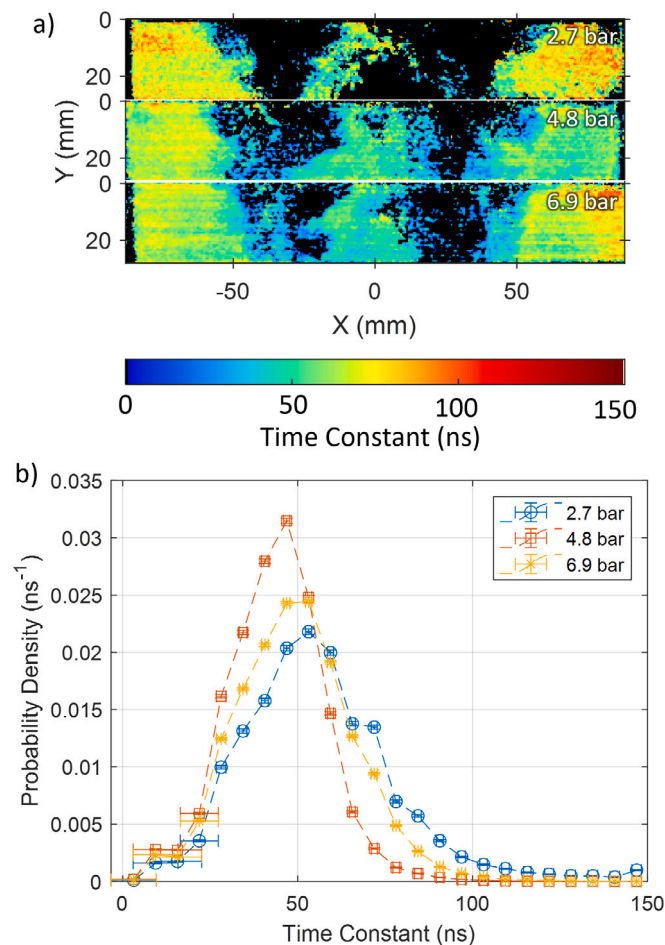 a)
0
2.7 bar
20
0
4.8 bar
Y (mm)
20
0
6.9 bar
20
-50 0 50
X (mm)
0 50 100 150
Time Constant (ns)
b)
0.035
0.03
0.025
0.02
0.015
0.01
0.005
0
Probability Density (ns⁻¹)
2.7 bar
4.8 bar
6.9 bar
0 50 100 150
Time Constant (ns)